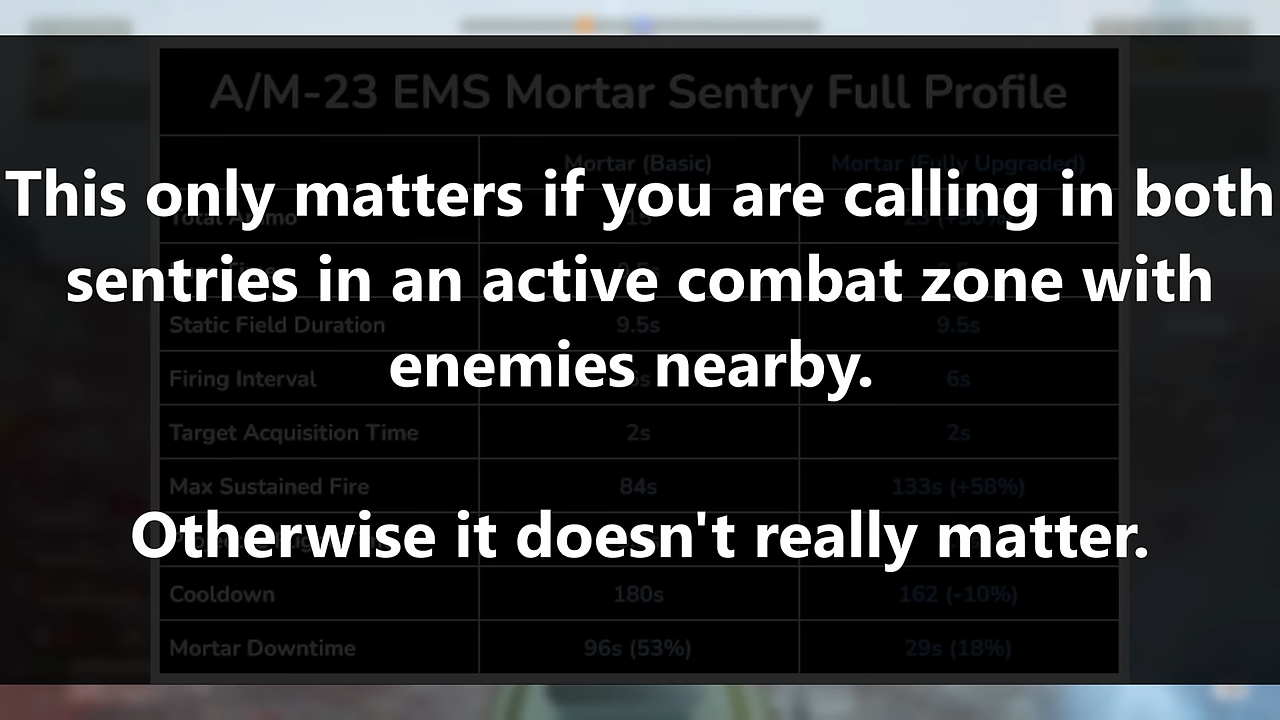 A/M-23 EMS Mortar Sentry Full Profile
Mortar (Basic) Mortar (Fully Upgraded)
This only matters if you are calling in both
sentries in an active combat zone with
enemies nearby.
Total Ammo
Static Field Duration 9.5s 9.5s
Firing Interval 6s
Target Acquisition Time 2s 2s
Max Sustained Fire 84s 133s (+58%)
Otherwise it doesn't really matter.
Cooldown 180s 162 (-10%)
Mortar Downtime 96s (53%) 29s (18%)